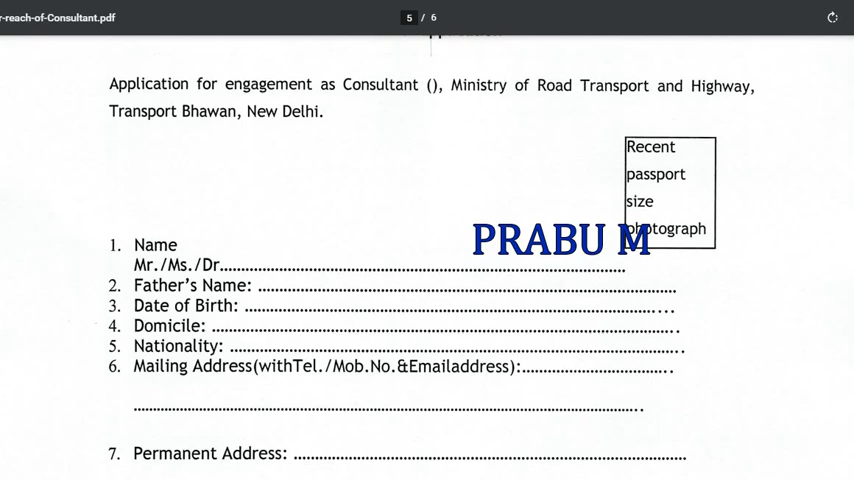 r-reach-of-Consultant.pdf
5 / 6
Application for engagement as Consultant (), Ministry of Road Transport and Highway,
Transport Bhawan, New Delhi.
Recent
passport
size
photograph
PRABU M
1. Name
Mr./Ms./Dr.............................................................................................................
2. Father's Name: ........................................................................................................
3. Date of Birth: ...........................................................................................................
4. Domicile: ....................................................................................................................
5. Nationality: .................................................................................................................
6. Mailing Address(withTel./Mob.No.&Emailaddress):......................................
................................................................................................................................
7. Permanent Address: ..................................................................................................